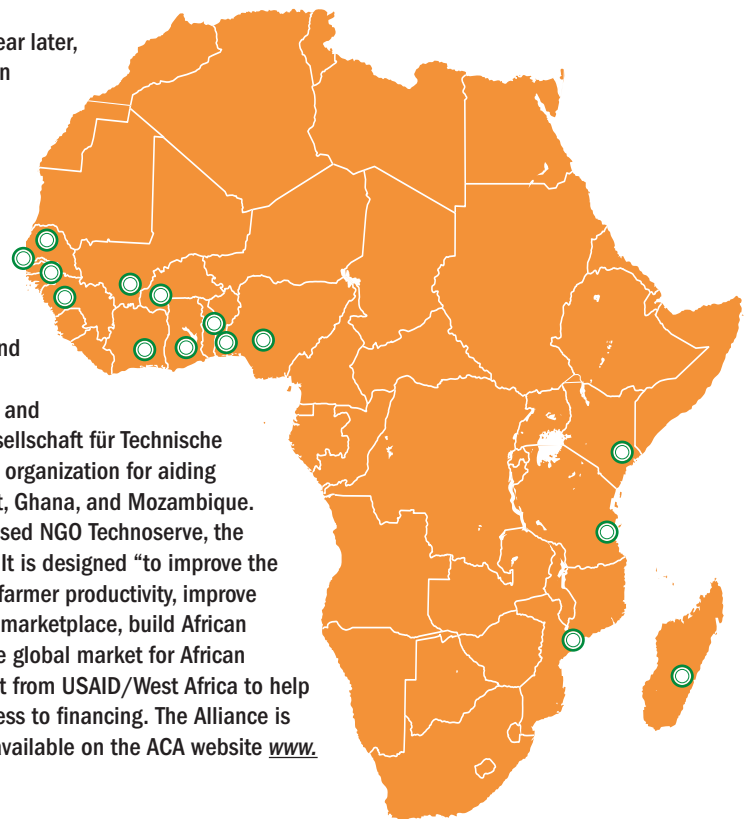 ear later,
n
nd
and
sellschaft für Technische
organization for aiding
t, Ghana, and Mozambique.
sed NGO Technoserve, the
It is designed “to improve the
farmer productivity, improve
marketplace, build African
e global market for African
t from USAID/West Africa to help
ess to financing. The Alliance is
available on the ACA website www.